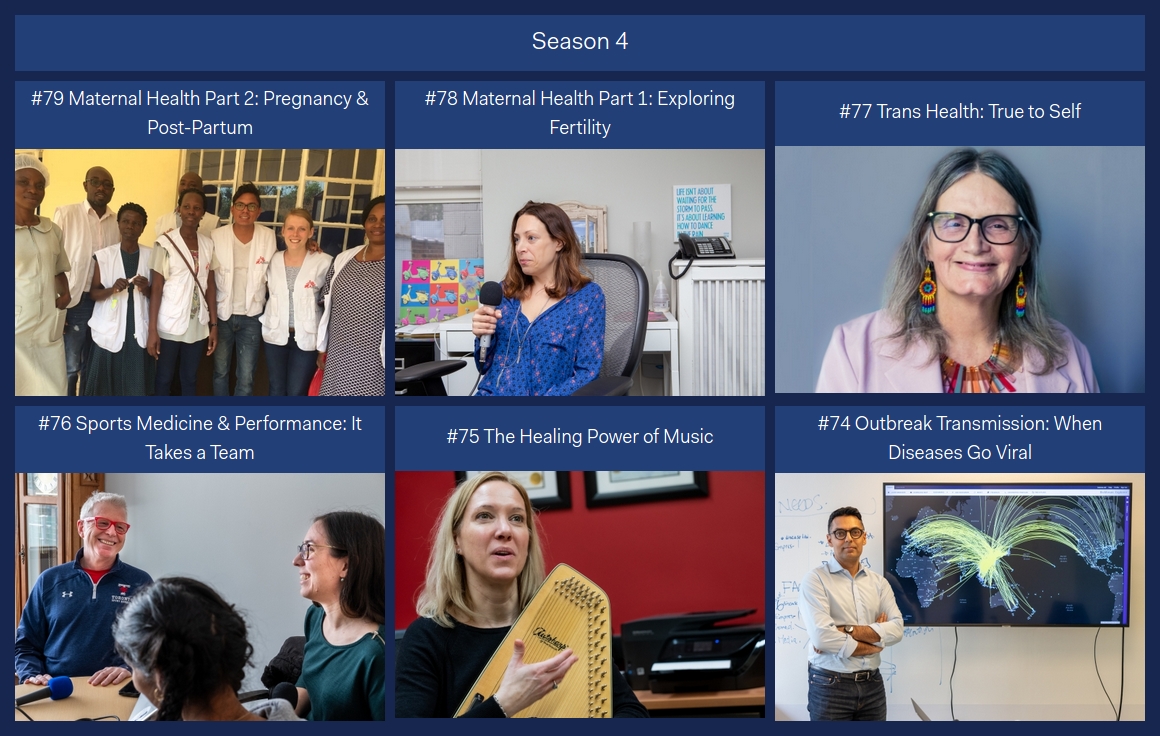 Season 4
#79 Maternal Health Part 2: Pregnancy &
Post-Partum
#78 Maternal Health Part 1: Exploring
Fertility
#77 Trans Health: True to Self
LIFE ISN'T ABOUT
WAITING FOR THE
STORM TO PASS.
IT'S ABOUT LEARNING
HOW TO DANCE
#76 Sports Medicine & Performance: It
Takes a Team
#75 The Healing Power of Music
#74 Outbreak Transmission: When
Diseases Go Viral
Autoharp
NEEDS